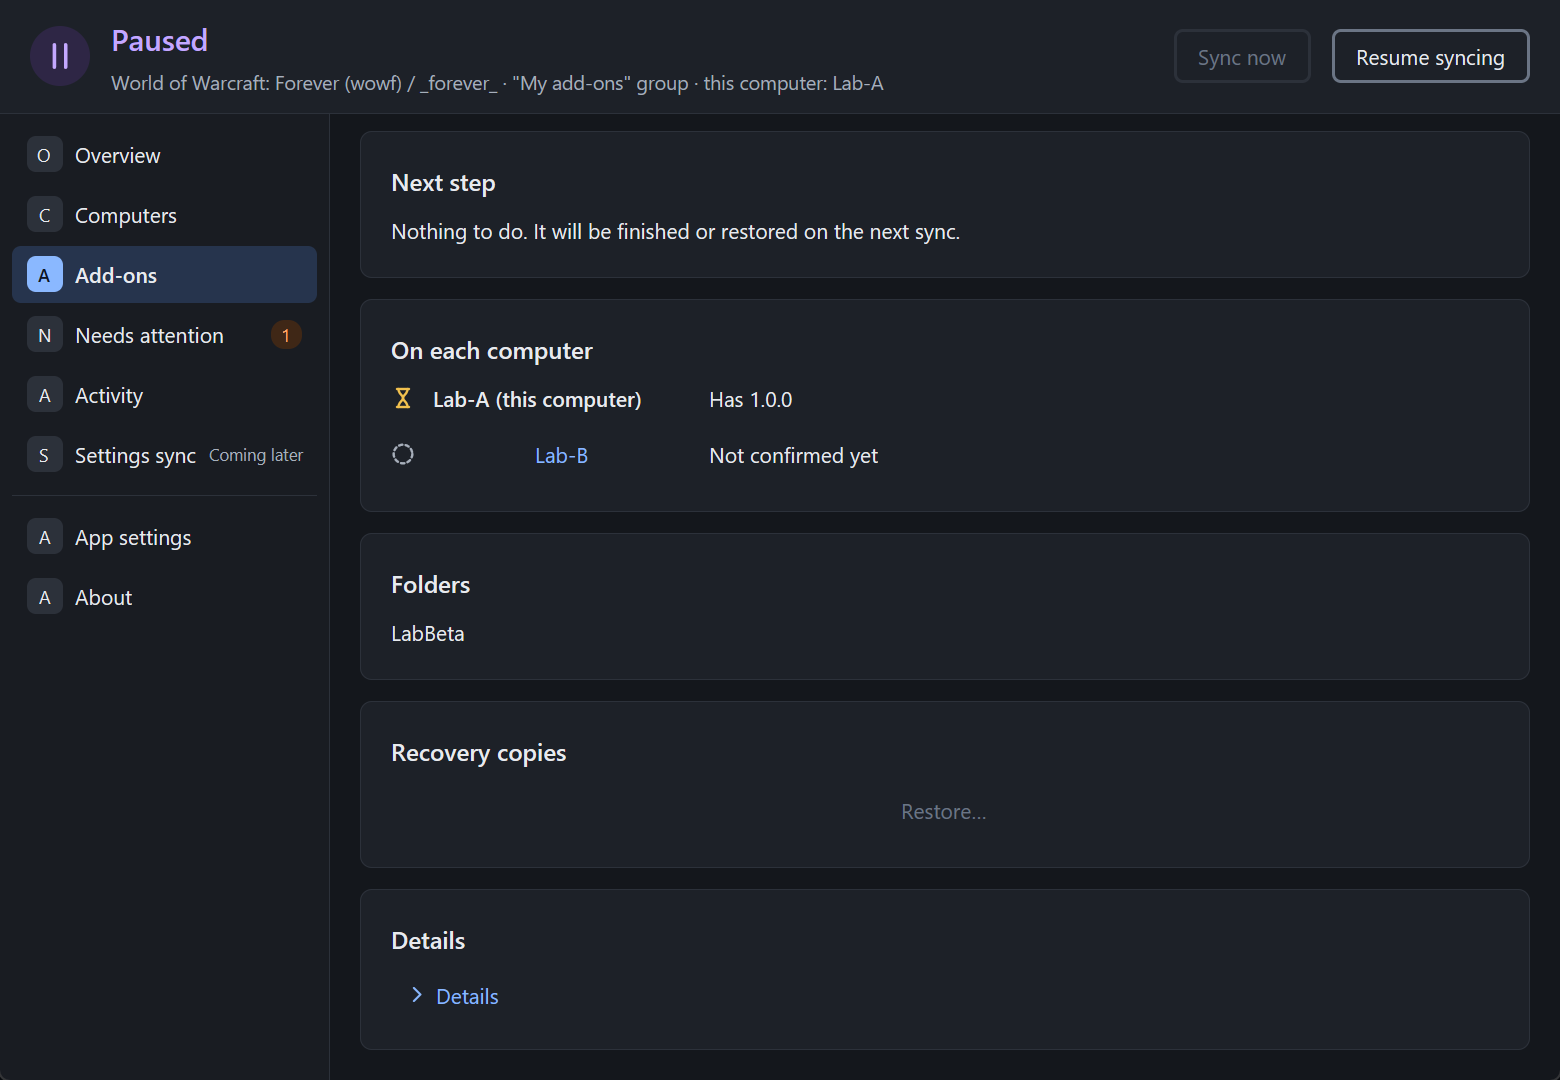 Paused
World of Warcraft: Forever (wowf) / _forever_ · "My add-ons" group · this computer: Lab-A
Sync now
Resume syncing
O Overview
C Computers
A Add-ons
N Needs attention 1
A Activity
S Settings sync Coming later
A App settings
A About
Next step
Nothing to do. It will be finished or restored on the next sync.
On each computer
Lab-A (this computer) Has 1.0.0
Lab-B Not confirmed yet
Folders
LabBeta
Recovery copies
Restore...
Details
Details